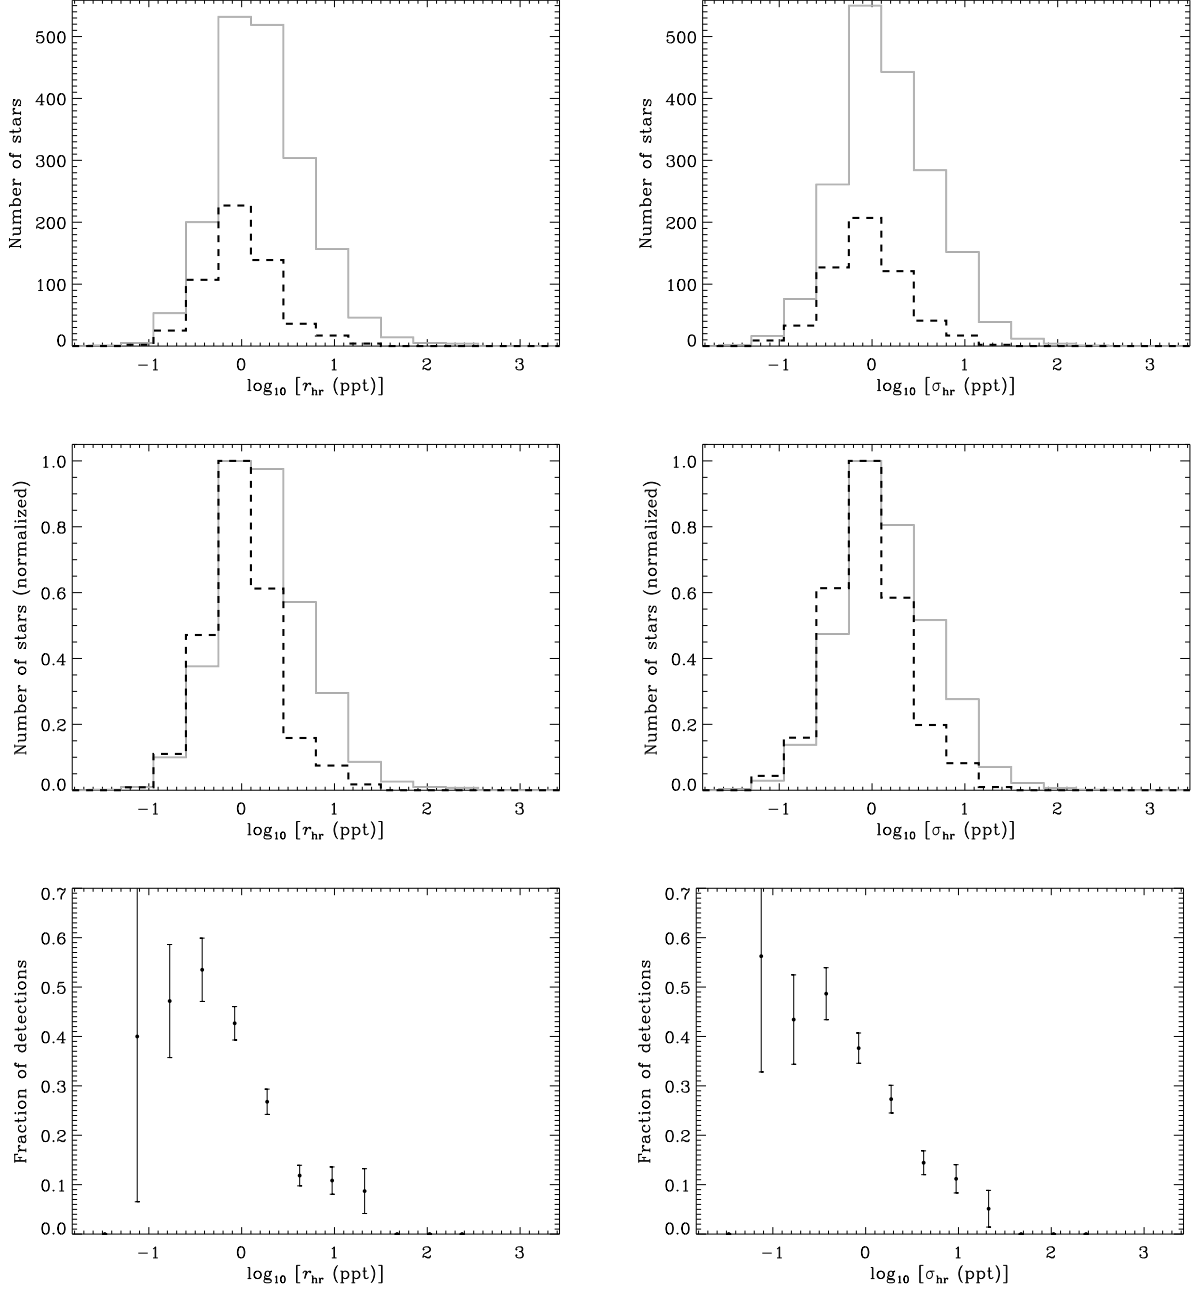 500
400
300
200
100
0
Number of stars
−1 0 1 2 3
log10 [rhr (ppt)]
500
400
300
200
100
0
Number of stars
−1 0 1 2 3
log10 [σhr (ppt)]
1.0
0.8
0.6
0.4
0.2
0.0
Number of stars (normalized)
−1 0 1 2 3
log10 [rhr (ppt)]
1.0
0.8
0.6
0.4
0.2
0.0
Number of stars (normalized)
−1 0 1 2 3
log10 [σhr (ppt)]
0.7
0.6
0.5
0.4
0.3
0.2
0.1
0.0
Fraction of detections
−1 0 1 2 3
log10 [rhr (ppt)]
0.7
0.6
0.5
0.4
0.3
0.2
0.1
0.0
Fraction of detections
−1 0 1 2 3
log10 [σhr (ppt)]